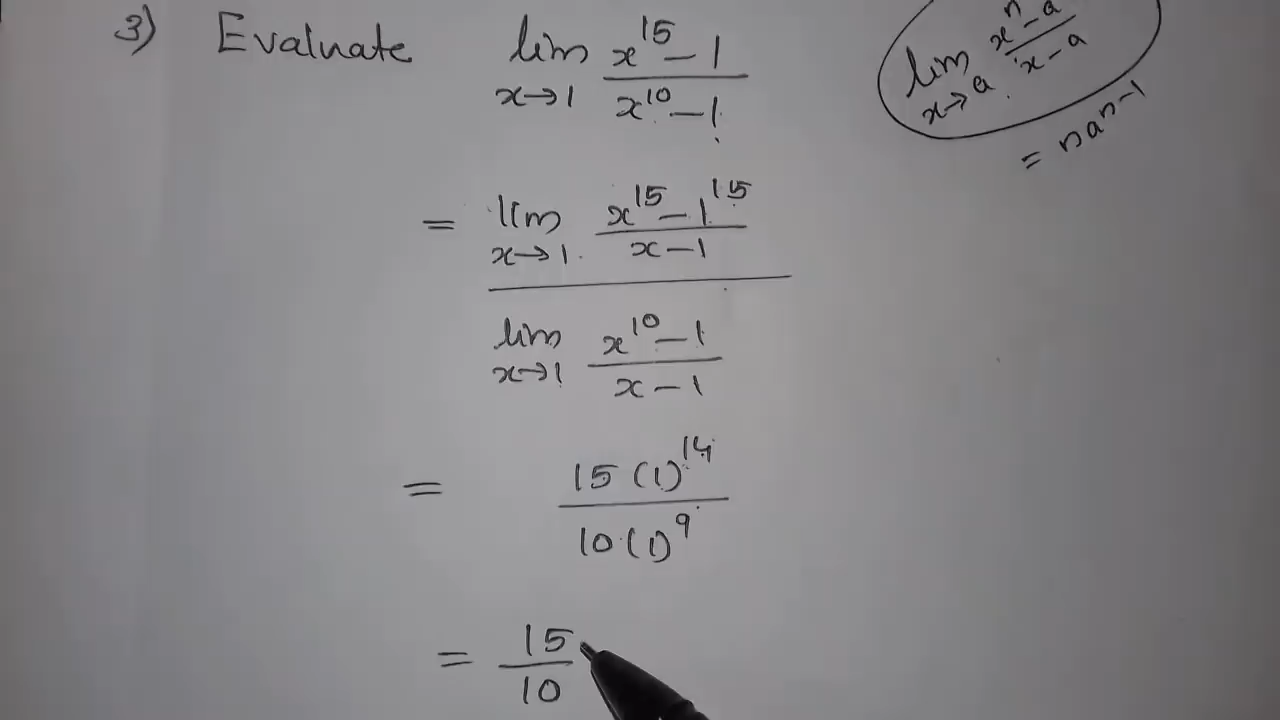 3) Evaluate lim x→1 x^15 − 1 / x^10 − 1
lim x→a x^n − a / x − a
= na^n−1
= lim x→1 x^15 − 1^15 / x − 1
lim x→1 x^10 − 1 / x − 1
= 15 (1)^14 / 10 (1)^9
= 15 / 10